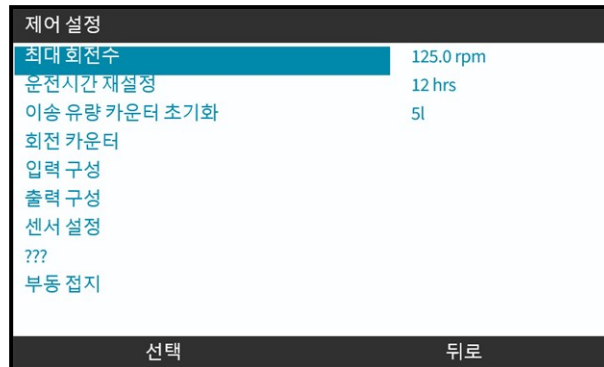 제어 설정
최대 회전수 125.0 rpm
운전시간 재설정 12 hrs
이송 유량 카운터 초기화 5l
회전 카운터
입력 구성
출력 구성
센서 설정
???
부동 접지
선택 뒤로